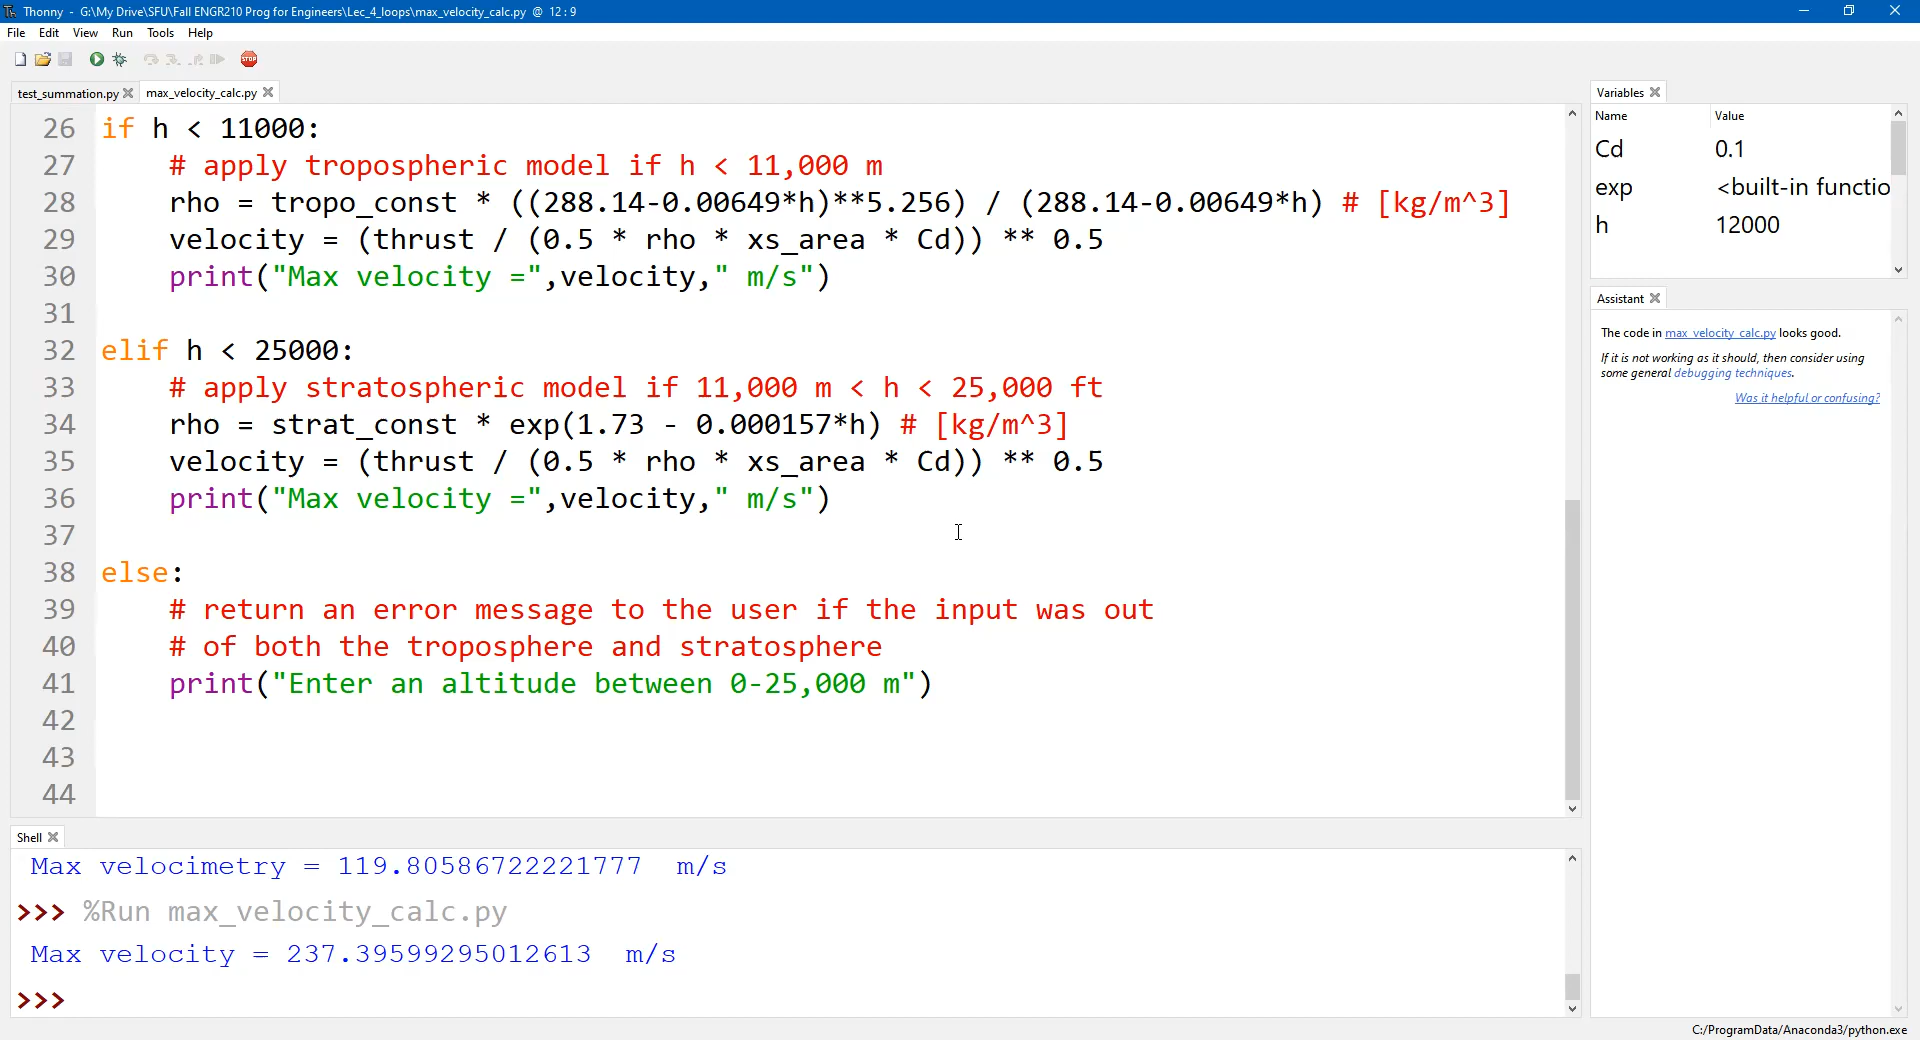 Thonny - G:\My Drive\SFU\Fall ENGR210 Prog for Engineers\Lec_4_loops\max_velocity_calc.py @ 12 : 9
File Edit View Run Tools Help
STOP
test_summation.py
max_velocity_calc.py
26 if h < 11000:
27 # apply tropospheric model if h < 11,000 m
28 rho = tropo_const * ((288.14-0.00649*h)**5.256) / (288.14-0.00649*h) # [kg/m^3]
29 velocity = (thrust / (0.5 * rho * xs_area * Cd)) ** 0.5
30 print("Max velocity =",velocity," m/s")
31
32 elif h < 25000:
33 # apply stratospheric model if 11,000 m < h < 25,000 ft
34 rho = strat_const * exp(1.73 - 0.000157*h) # [kg/m^3]
35 velocity = (thrust / (0.5 * rho * xs_area * Cd)) ** 0.5
36 print("Max velocity =",velocity," m/s")
37
38 else:
39 # return an error message to the user if the input was out
40 # of both the troposphere and stratosphere
41 print("Enter an altitude between 0-25,000 m")
42
43
44
Shell
Max velocimetry = 119.80586722221777  m/s
>>> %Run max_velocity_calc.py
Max velocity = 237.39599295012613  m/s
>>>
Variables
Name Value
Cd 0.1
exp <built-in functio
h 12000
Assistant
The code in max_velocity_calc.py looks good.
If it is not working as it should, then consider using
some general debugging techniques.
Was it helpful or confusing?
C:/ProgramData/Anaconda3/python.exe